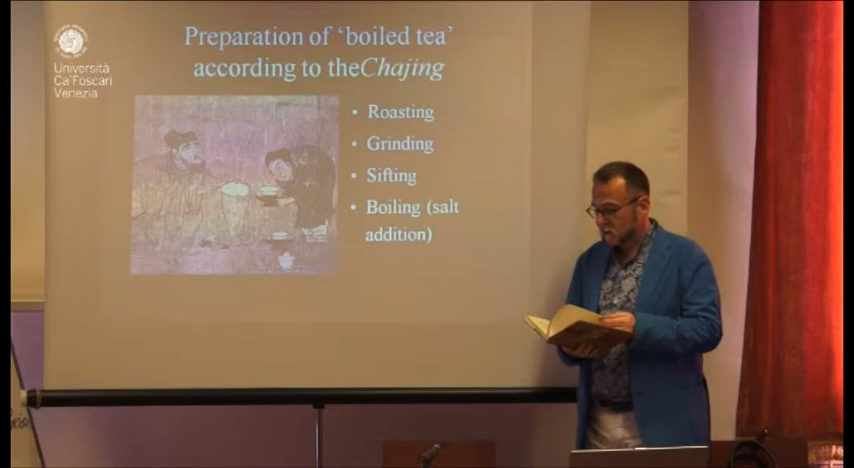 Università
Ca'Foscari
Venezia
Preparation of ‘boiled tea’
according to theChajing
• Roasting
• Grinding
• Sifting
• Boiling (salt
addition)